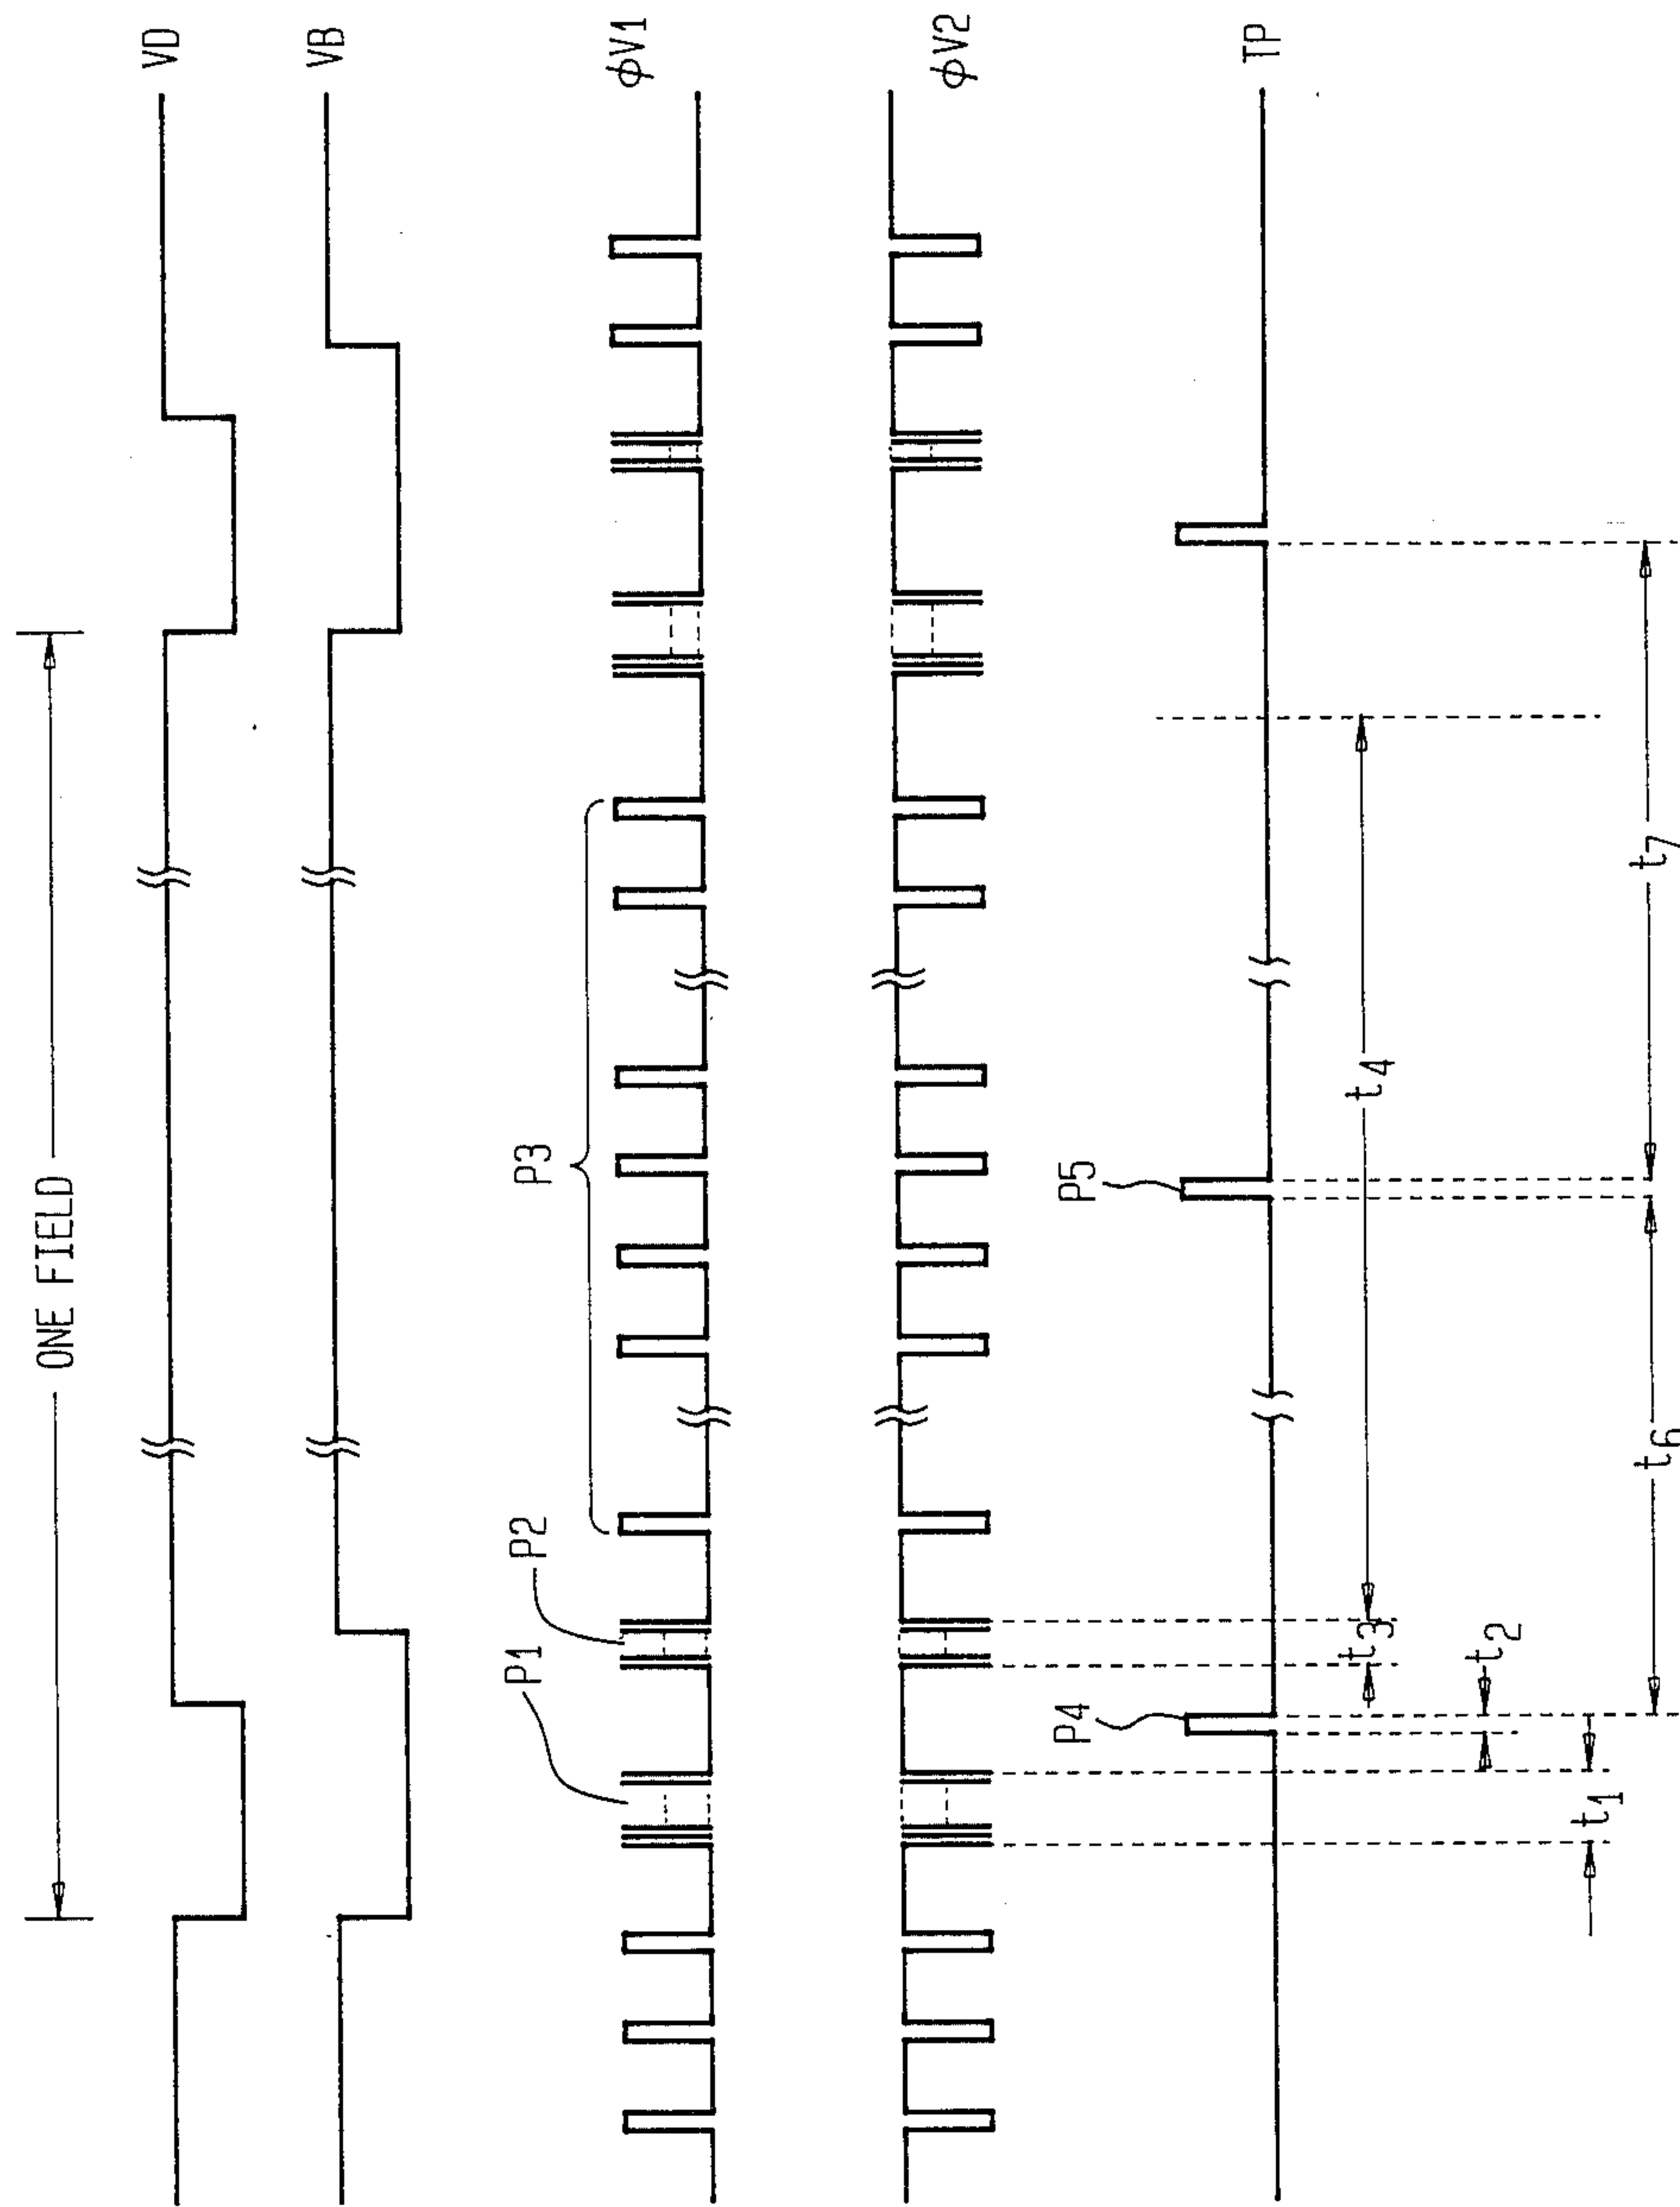 ONE FIELD
VD
VB
P1
P2
P3
ϕV1
ϕV2
P4
P5
TP
t1
t2
t3
t4
t6
t7